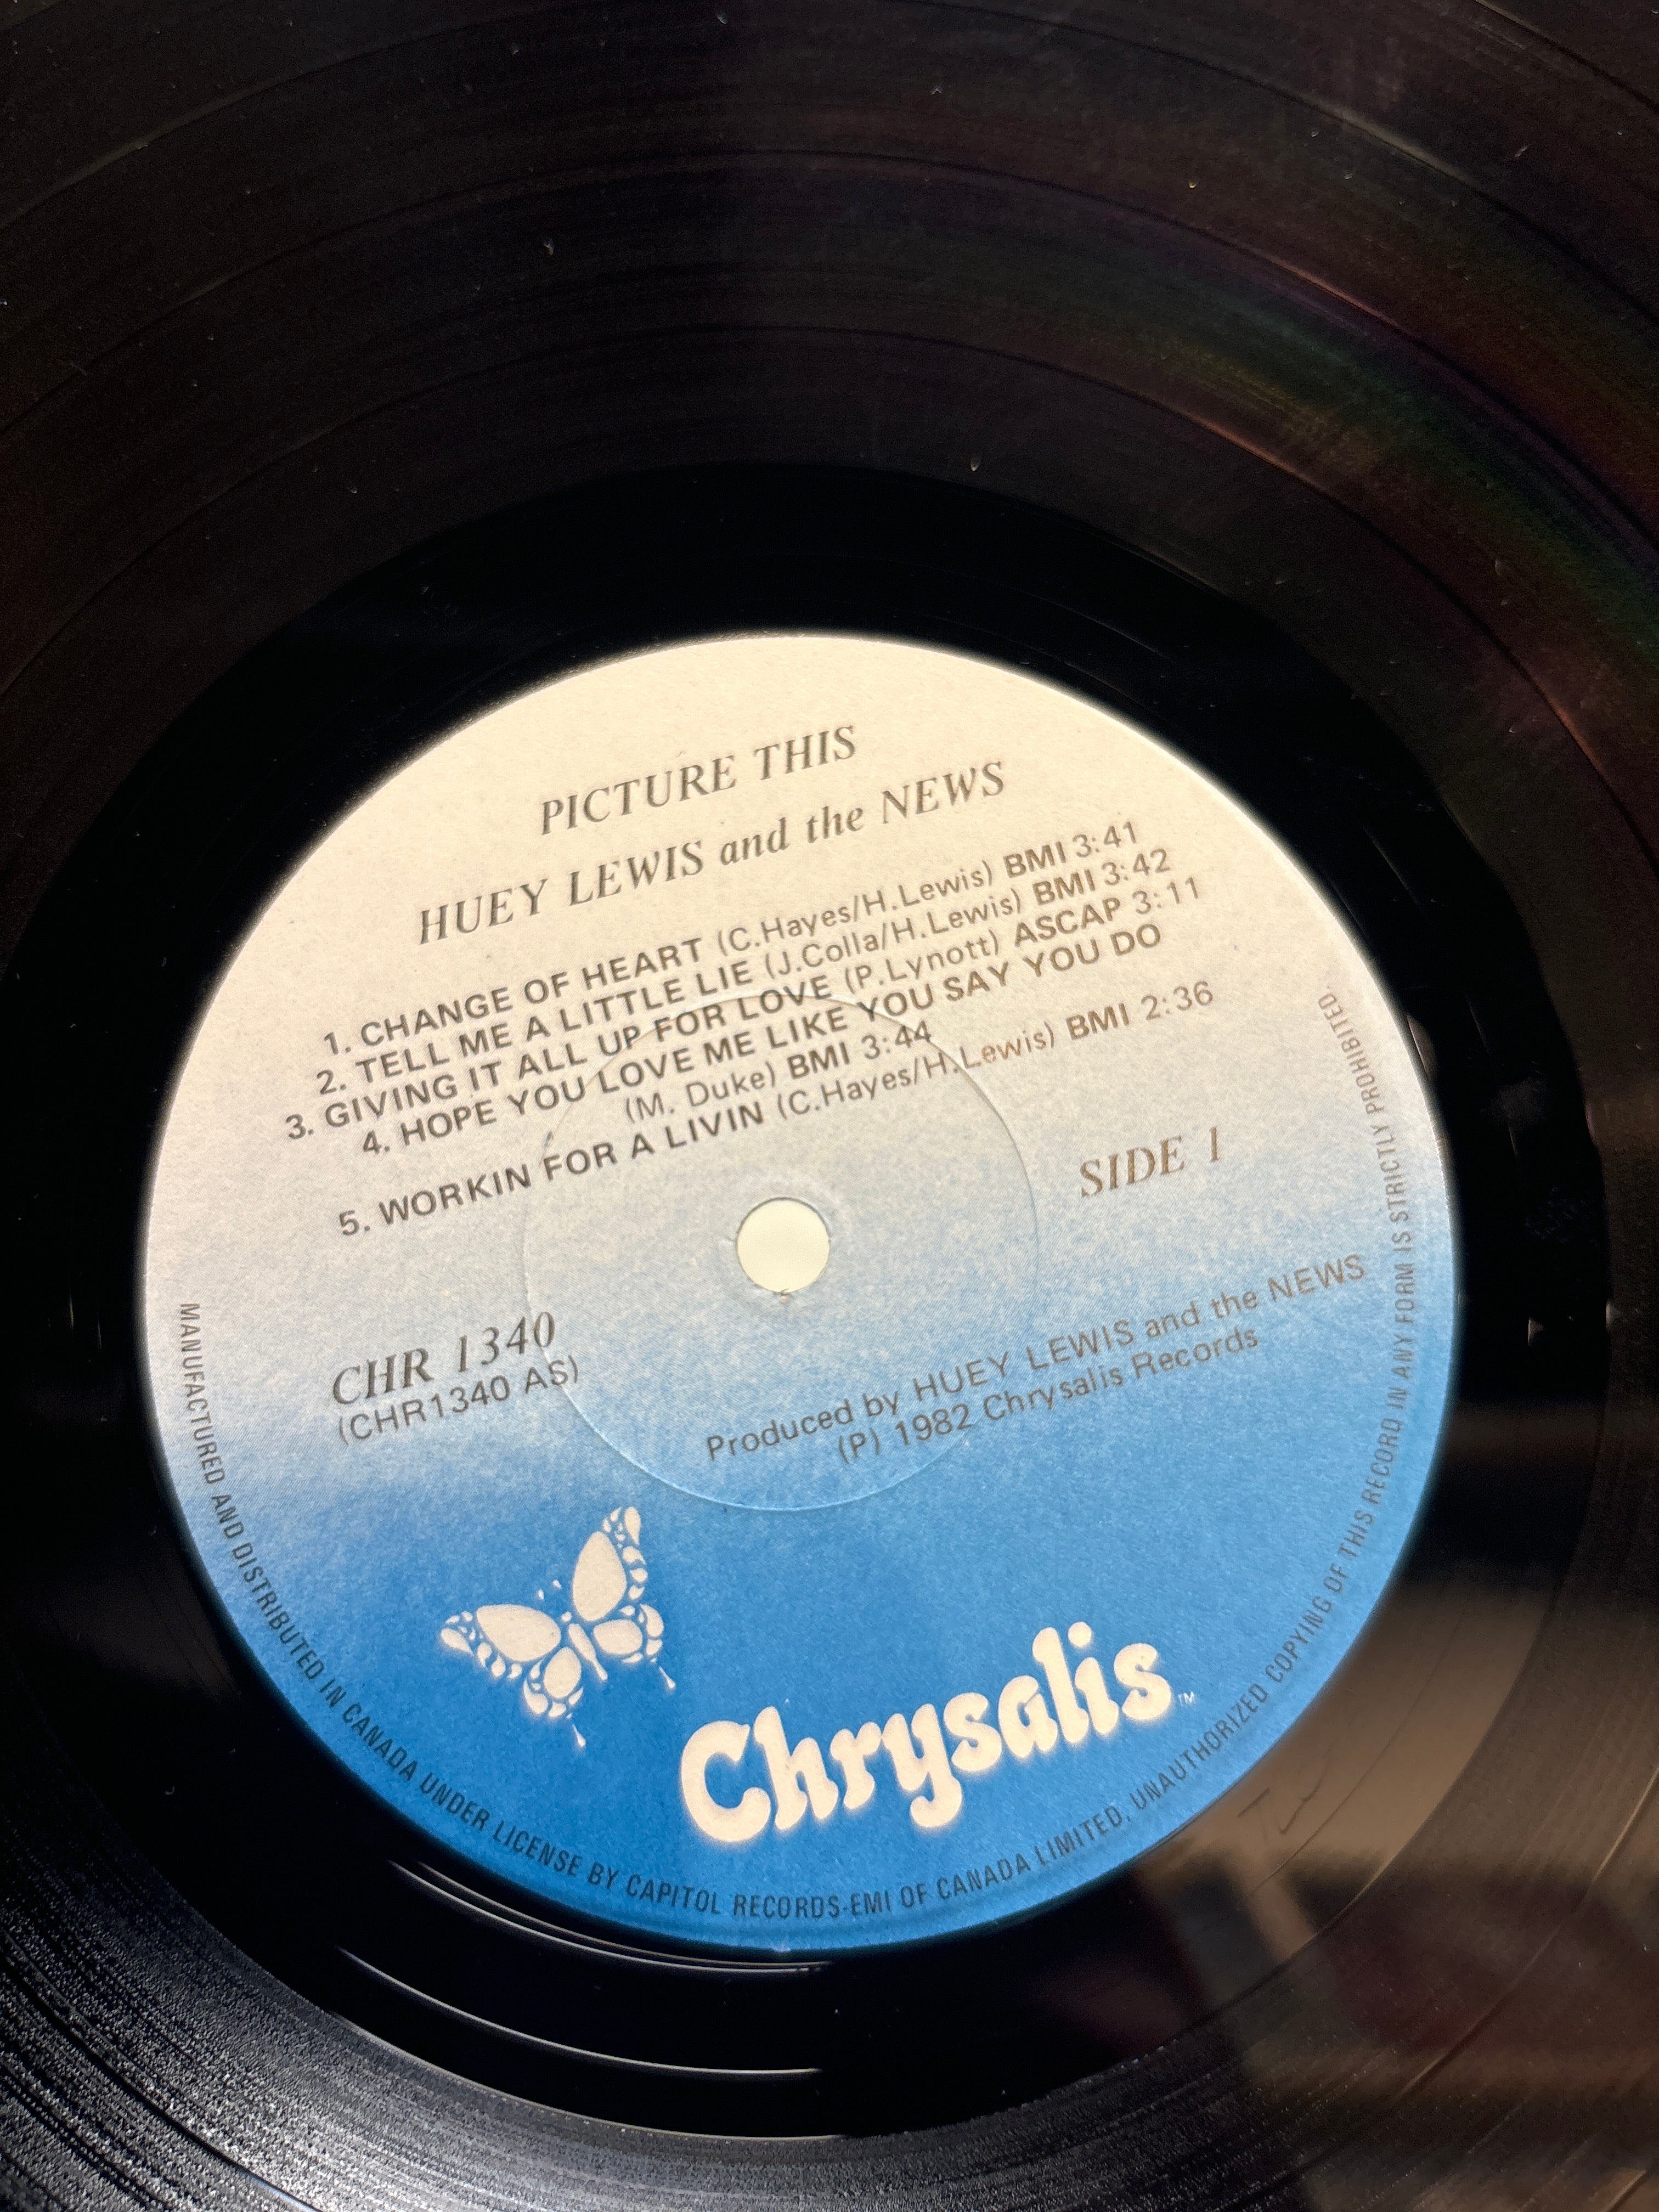 PICTURE THIS
HUEY LEWIS and the NEWS
1. CHANGE OF HEART (C.Hayes/H.Lewis) BMI 3:41
2. TELL ME A LITTLE LIE (J.Colla/H.Lewis) BMI 3:42
3. GIVING IT ALL UP FOR LOVE (P.Lynott) ASCAP 3:11
4. HOPE YOU LOVE ME LIKE YOU SAY YOU DO
(M. Duke) BMI 3:44
5. WORKIN FOR A LIVIN (C.Hayes/H.Lewis) BMI 2:36
SIDE 1
CHR 1340
(CHR1340 AS)
Produced by HUEY LEWIS and the NEWS
(P) 1982 Chrysalis Records
Chrysalis™
MANUFACTURED AND DISTRIBUTED IN CANADA UNDER LICENSE BY CAPITOL RECORDS-EMI OF CANADA LIMITED, UNAUTHORIZED COPYING OF THIS RECORD IN ANY FORM IS STRICTLY PROHIBITED.